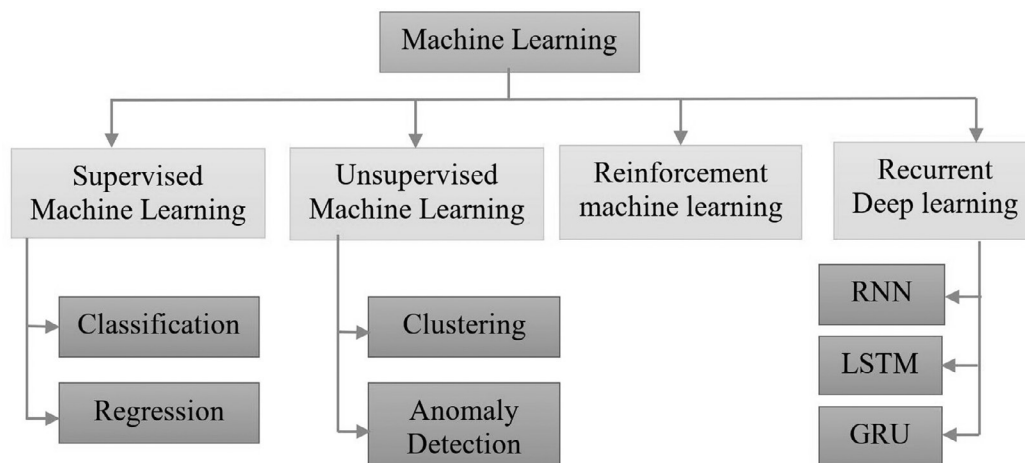 Machine Learning
Supervised
Machine Learning
Unsupervised
Machine Learning
Reinforcement
machine learning
Recurrent
Deep learning
Classification
Regression
Clustering
Anomaly
Detection
RNN
LSTM
GRU